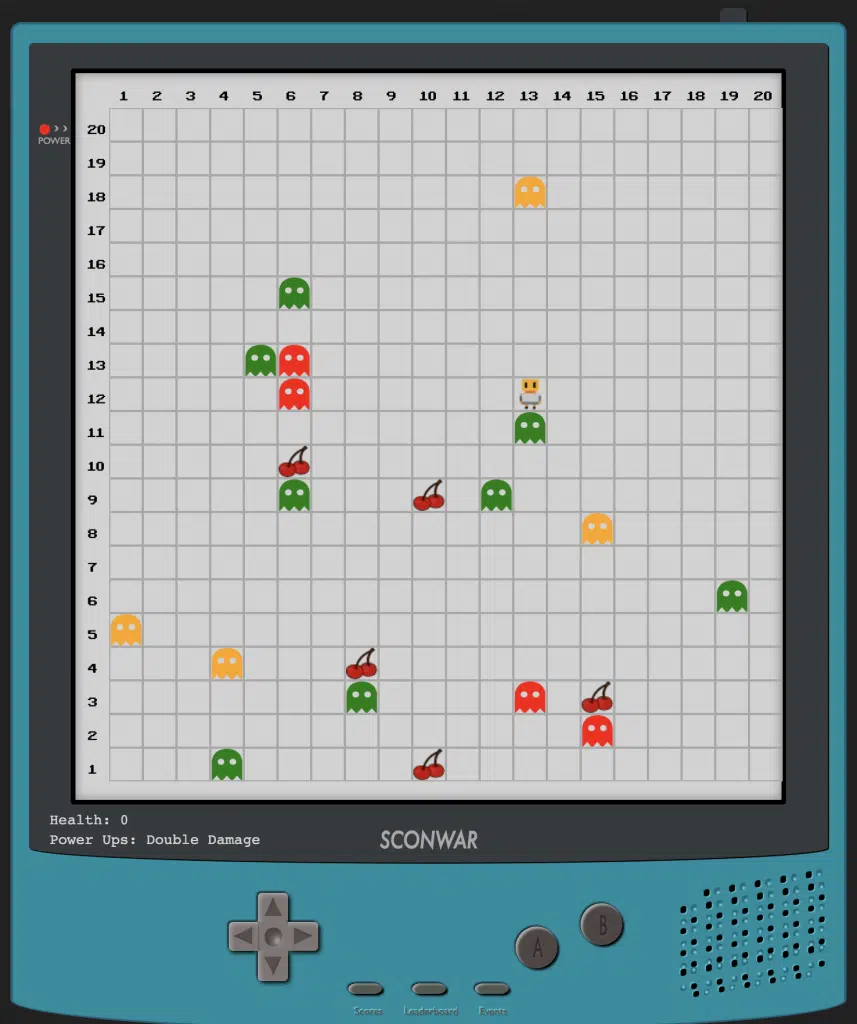 1 2 3 4 5 6 7 8 9 10 11 12 13 14 15 16 17 18 19 20
20
POWER
19
18
17
16
15
14
13
12
11
10
9
8
7
6
5
4
3
2
1
Health: 0
Power Ups: Double Damage
SCONWAR
A
B
Scores Leaderboard Events